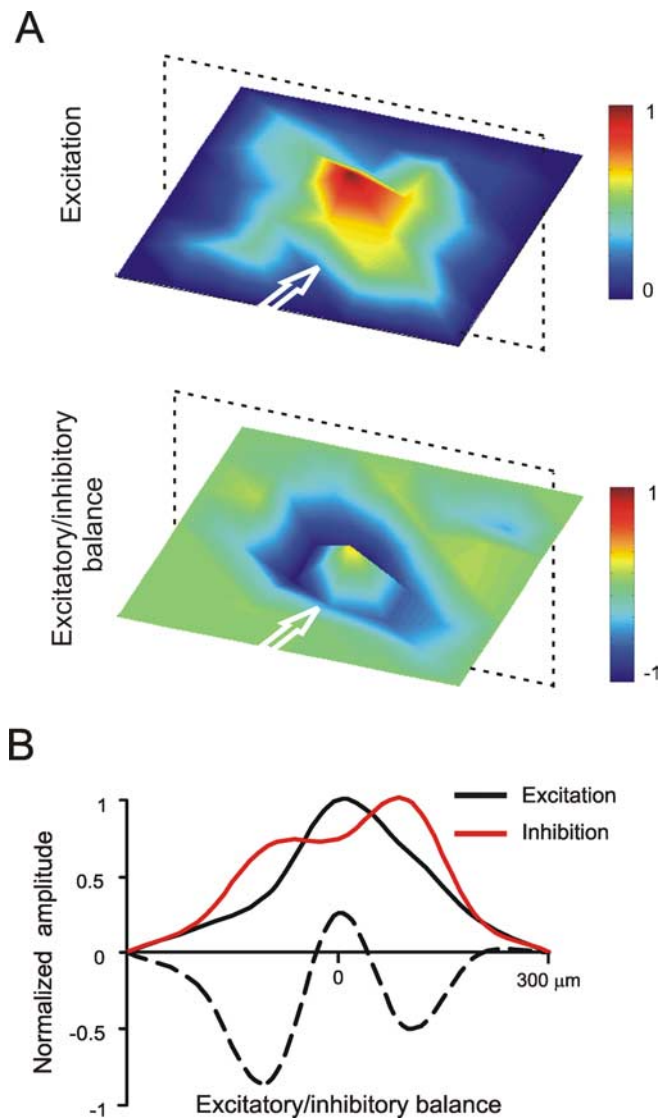 A
Excitation
1
0
Excitatory/inhibitory
balance
1
-1
B
Normalized amplitude
1
0.5
0
-0.5
-1
Excitation
Inhibition
0
300 µm
Excitatory/inhibitory balance